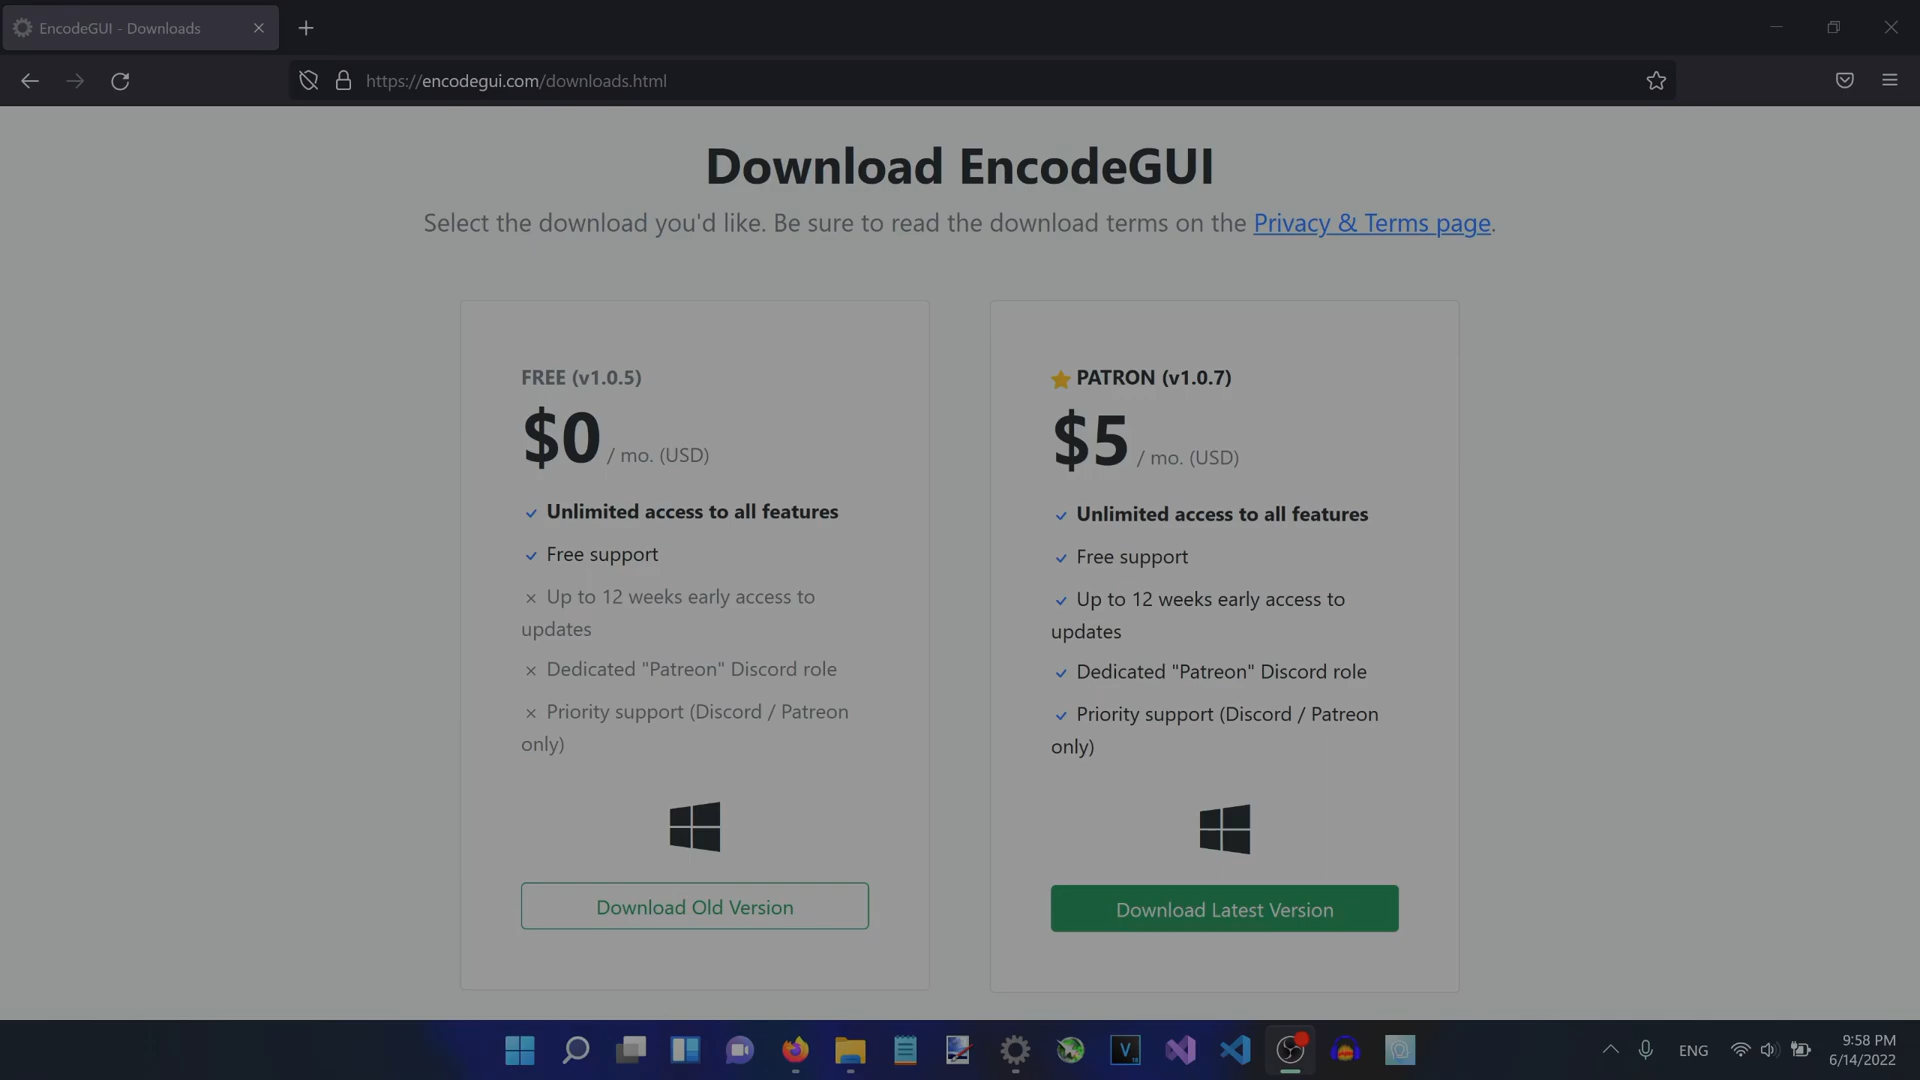 EncodeGUI - Downloads
https://encodegui.com/downloads.html
Download EncodeGUI
Select the download you'd like. Be sure to read the download terms on the Privacy & Terms page.
FREE (v1.0.5)
$0 / mo. (USD)
Unlimited access to all features
Free support
Up to 12 weeks early access to
updates
Dedicated "Patreon" Discord role
Priority support (Discord / Patreon
only)
Download Old Version
PATRON (v1.0.7)
$5 / mo. (USD)
Unlimited access to all features
Free support
Up to 12 weeks early access to
updates
Dedicated "Patreon" Discord role
Priority support (Discord / Patreon
only)
Download Latest Version
V
ENG
9:58 PM
6/14/2022